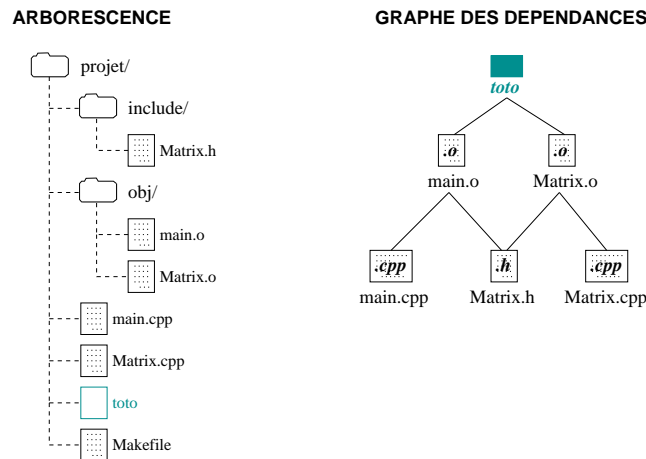 ARBORESCENCE
projet/
include/
Matrix.h
obj/
main.o
Matrix.o
main.cpp
Matrix.cpp
toto
Makefile
GRAPHE DES DEPENDANCES
toto
.o .o
main.o Matrix.o
.cpp .h .cpp
main.cpp Matrix.h Matrix.cpp